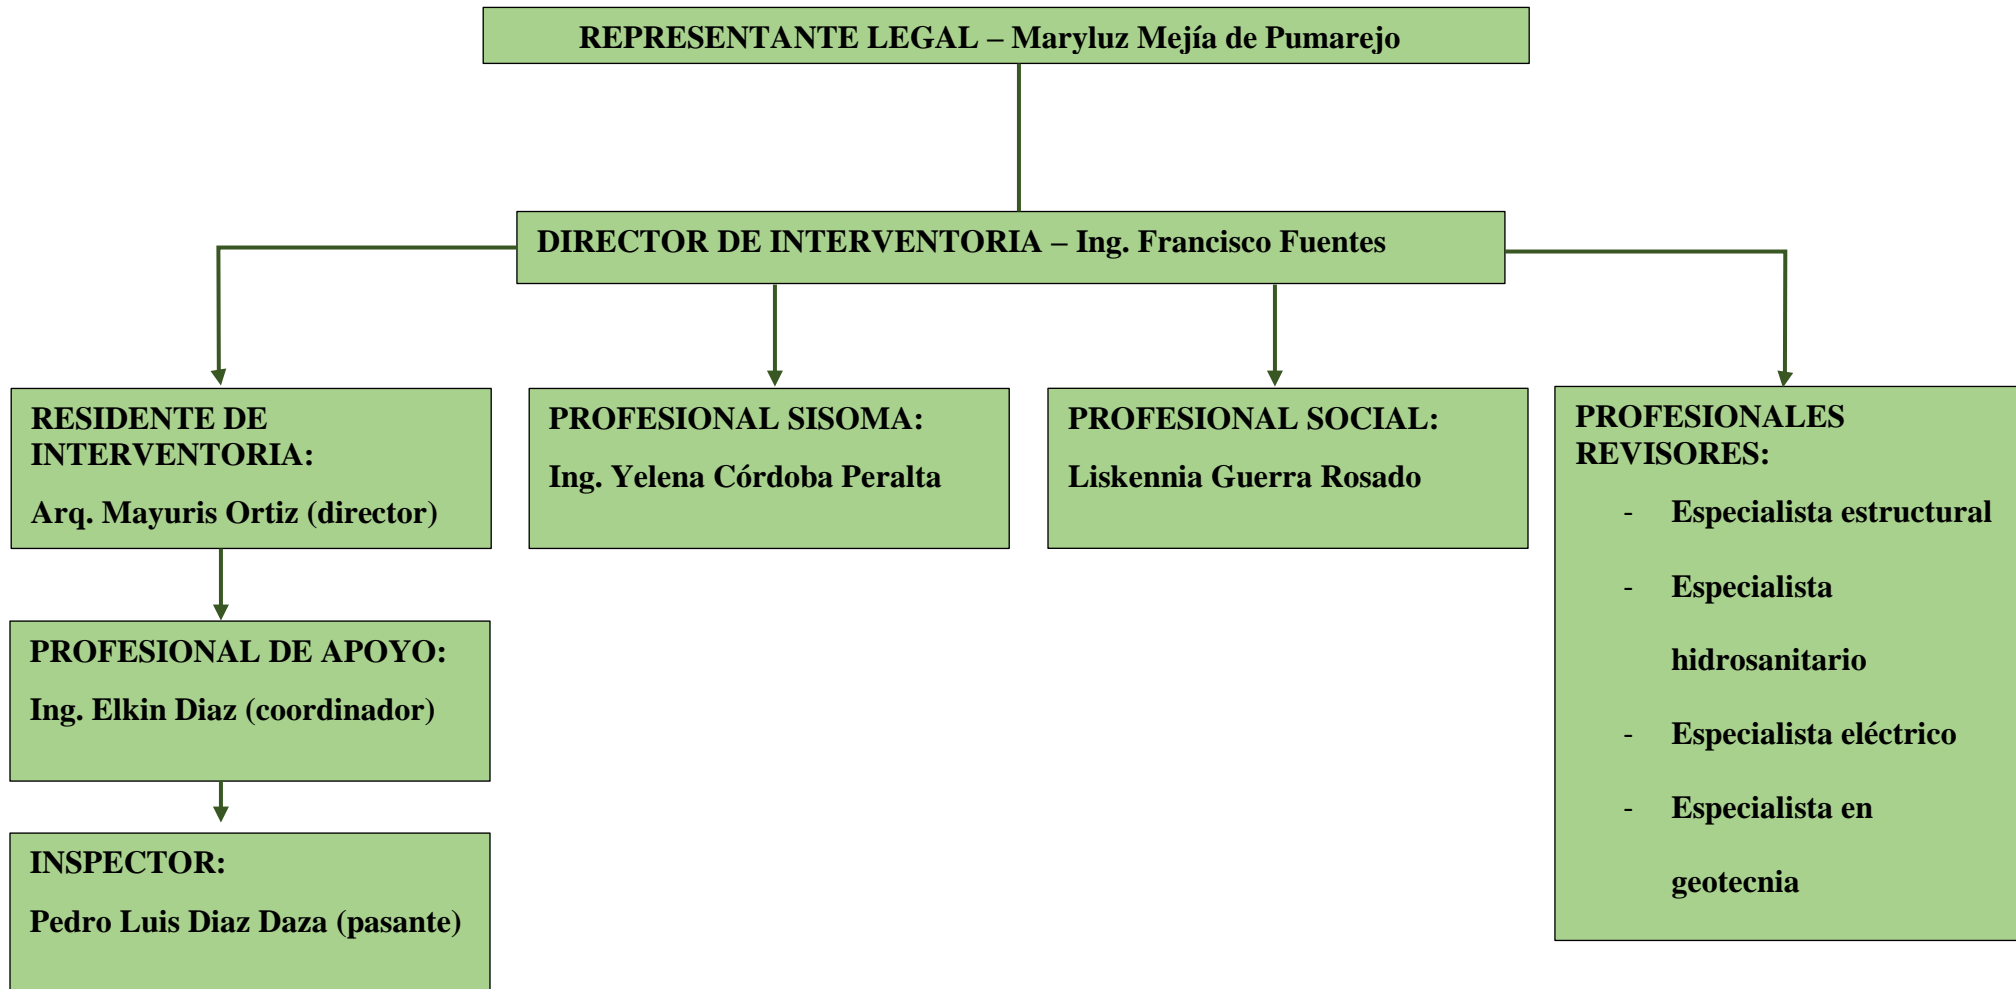 REPRESENTANTE LEGAL – Maryluz Mejía de Pumarejo
DIRECTOR DE INTERVENTORIA – Ing. Francisco Fuentes
RESIDENTE DE
INTERVENTORIA:
Arq. Mayuris Ortiz (director)
PROFESIONAL SISOMA:
Ing. Yelena Córdoba Peralta
PROFESIONAL SOCIAL:
Liskennia Guerra Rosado
PROFESIONALES
REVISORES:
- Especialista estructural
- Especialista
hidrosanitario
- Especialista eléctrico
- Especialista en
geotecnia
PROFESIONAL DE APOYO:
Ing. Elkin Diaz (coordinador)
INSPECTOR:
Pedro Luis Diaz Daza (pasante)